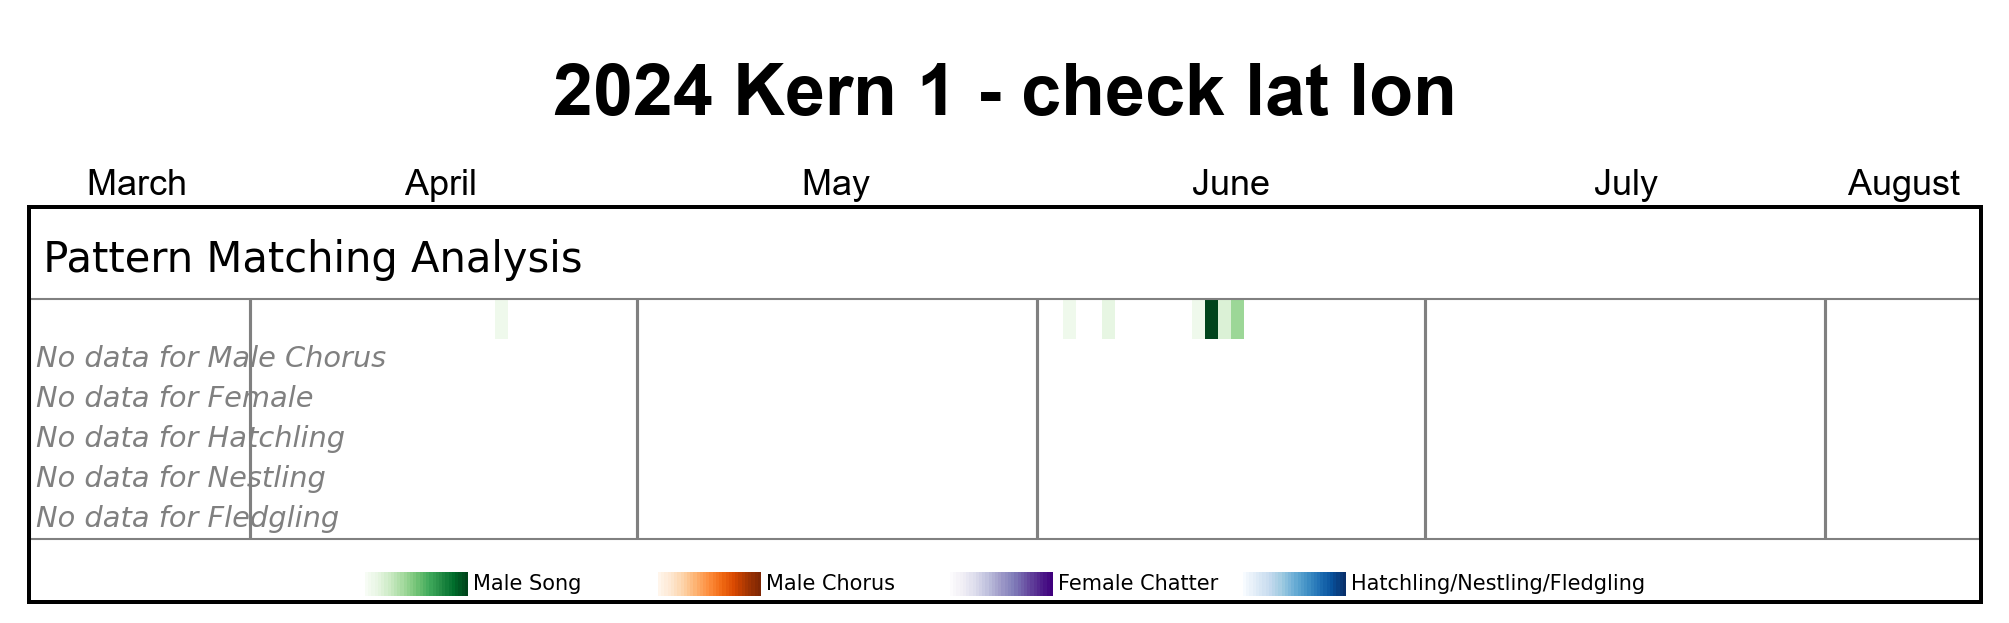 2024 Kern 1 - check lat lon
March April May June July August
Pattern Matching Analysis
No data for Male Chorus
No data for Female
No data for Hatchling
No data for Nestling
No data for Fledgling
Male Song Male Chorus Female Chatter Hatchling/Nestling/Fledgling